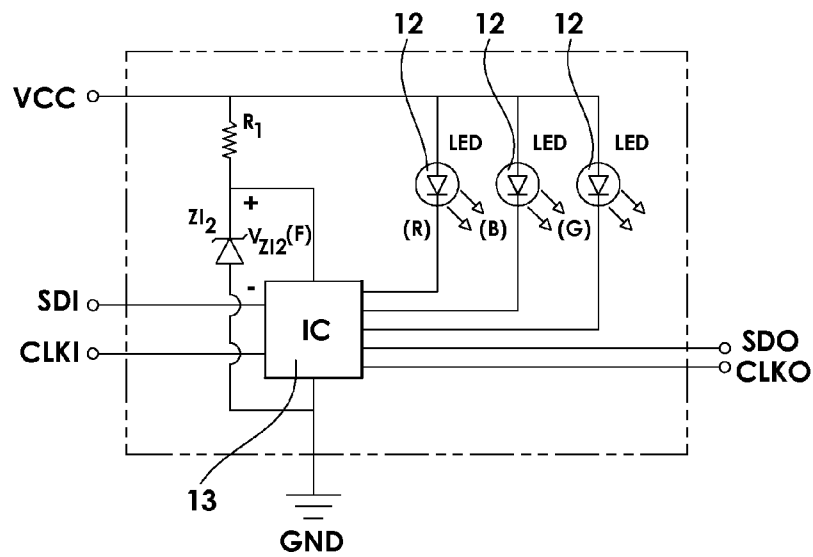 12 12 12
VCC
R1
LED LED LED
+
ZI2 VZI2(F)
(R) (B) (G)
-
SDI
IC
CLKI
SDO
CLKO
13
GND